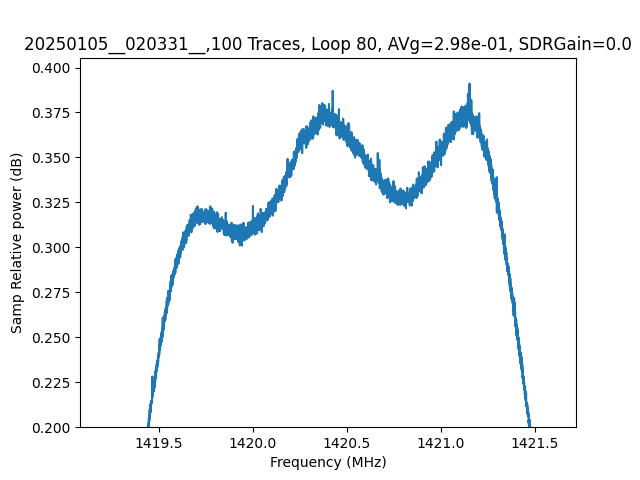 20250105__020331__,100 Traces, Loop 80, AVg=2.98e-01, SDRGain=0.0
0.400
0.375
0.350
0.325
0.300
0.275
0.250
0.225
0.200
Samp Relative power (dB)
1419.5 1420.0 1420.5 1421.0 1421.5
Frequency (MHz)